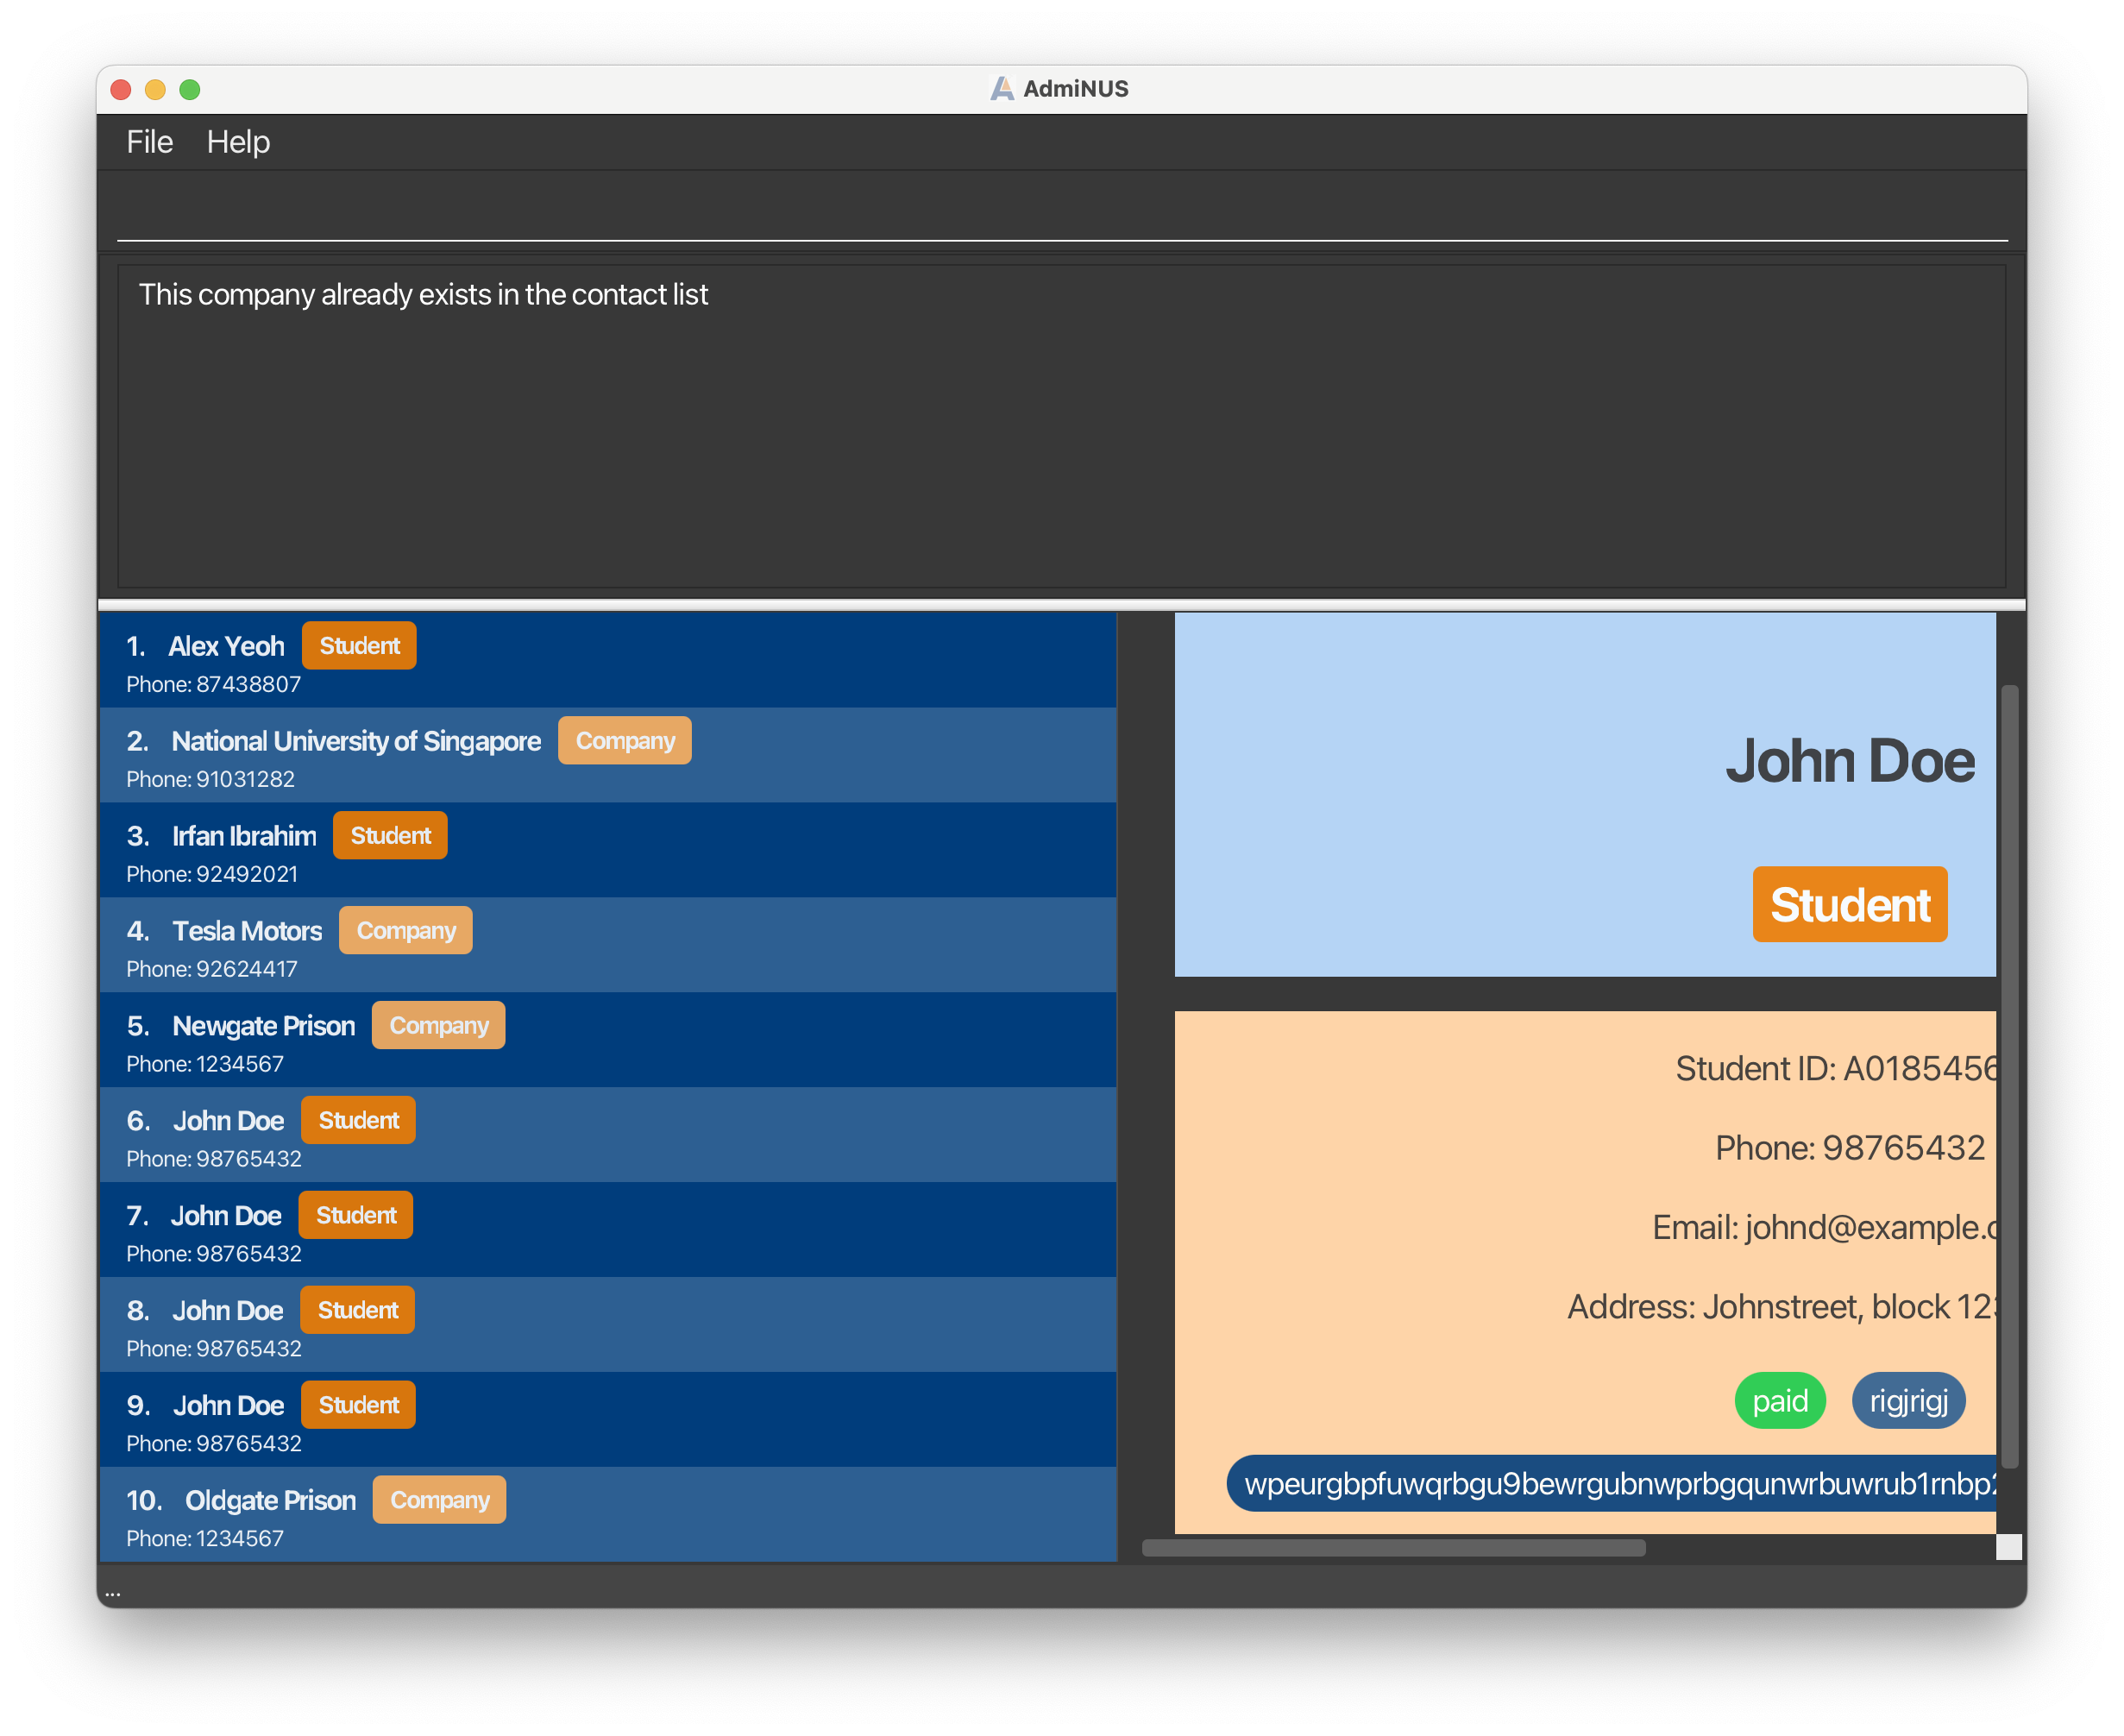 AdmiNUS
File Help
This company already exists in the contact list
1. Alex Yeoh Student
Phone: 87438807
2. National University of Singapore Company
Phone: 91031282
3. Irfan Ibrahim Student
Phone: 92492021
4. Tesla Motors Company
Phone: 92624417
5. Newgate Prison Company
Phone: 1234567
6. John Doe Student
Phone: 98765432
7. John Doe Student
Phone: 98765432
8. John Doe Student
Phone: 98765432
9. John Doe Student
Phone: 98765432
10. Oldgate Prison Company
Phone: 1234567
John Doe
Student
Student ID: A0185456
Phone: 98765432
Email: johnd@example.c
Address: Johnstreet, block 123
paid rigjrigj
wpeurgbpfuwqrbgu9bewrgubnwprbgqunwrbuwrub1rnbp2
...